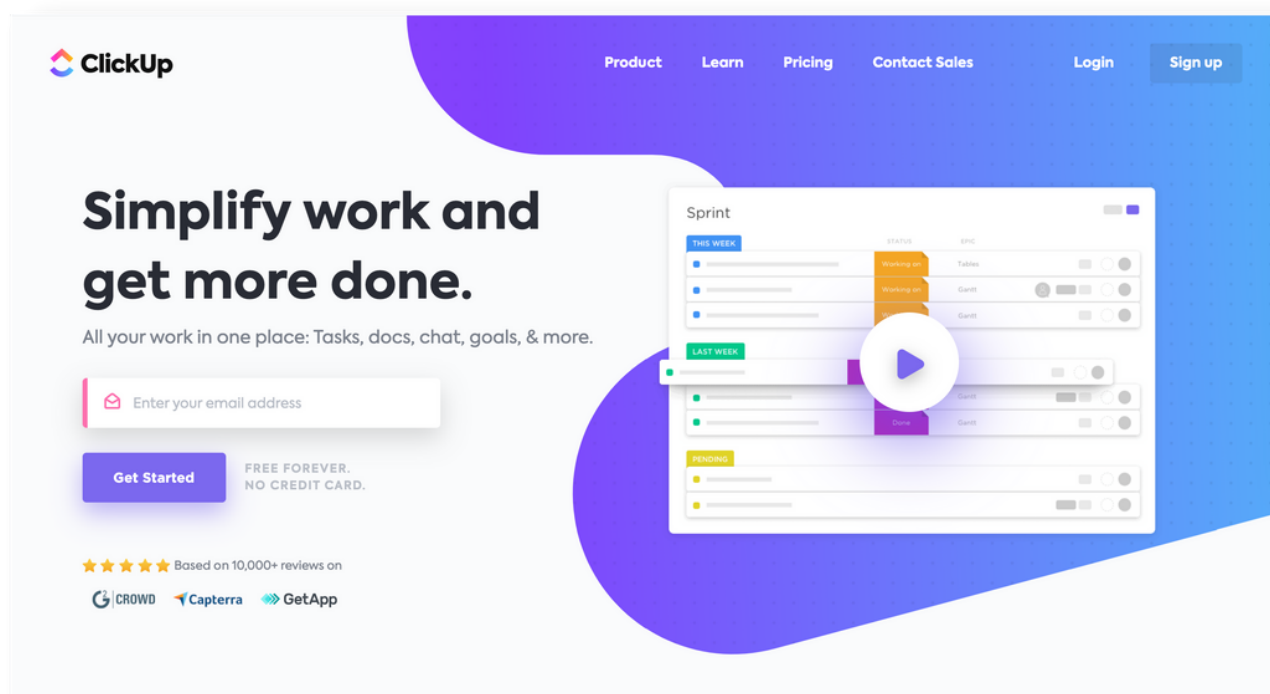 ClickUp
Product Learn Pricing Contact Sales Login Sign up
Simplify work and
get more done.
All your work in one place: Tasks, docs, chat, goals, & more.
Enter your email address
Get Started
FREE FOREVER.
NO CREDIT CARD.
Based on 10,000+ reviews on
G2 CROWD Capterra GetApp
Sprint
THIS WEEK STATUS EPIC
Working on Tables
Working on Gantt
Gantt
LAST WEEK
Gantt
Done Gantt
PENDING